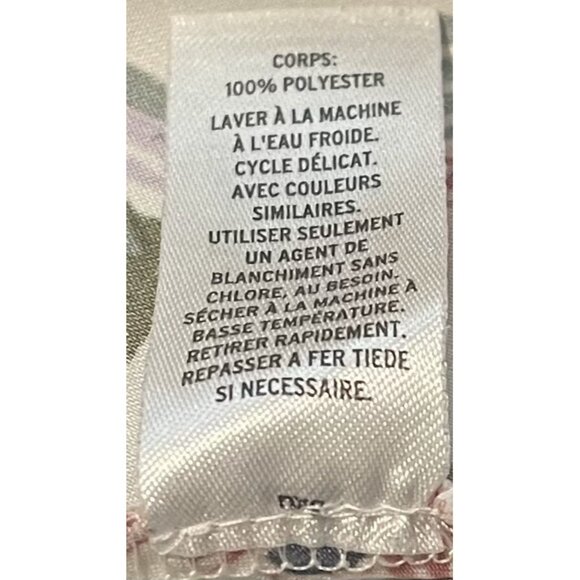 CORPS:
100% POLYESTER
LAVER À LA MACHINE
À L'EAU FROIDE.
CYCLE DÉLICAT.
AVEC COULEURS
SIMILAIRES.
UTILISER SEULEMENT
UN AGENT DE
BLANCHIMENT SANS
CHLORE, AU BESOIN.
SÉCHER À LA MACHINE À
BASSE TEMPÉRATURE.
RETIRER RAPIDEMENT.
REPASSER A FER TIEDE
SI NECESSAIRE.